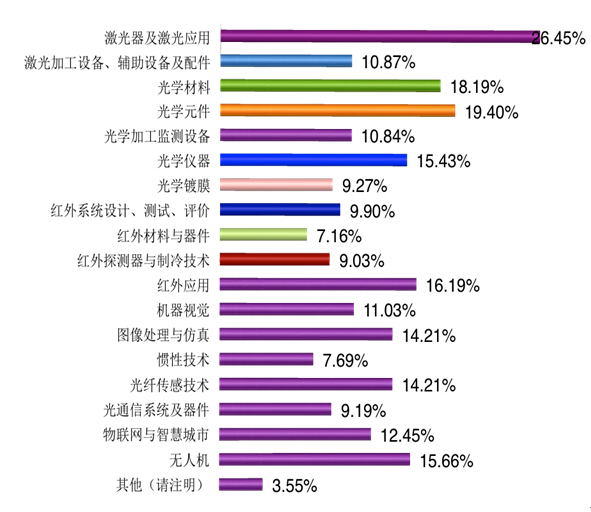 激光器及激光应用 26.45%
激光加工设备、辅助设备及配件 10.87%
光学材料 18.19%
光学元件 19.40%
光学加工监测设备 10.84%
光学仪器 15.43%
光学镀膜 9.27%
红外系统设计、测试、评价 9.90%
红外材料与器件 7.16%
红外探测器与制冷技术 9.03%
红外应用 16.19%
机器视觉 11.03%
图像处理与仿真 14.21%
惯性技术 7.69%
光纤传感技术 14.21%
光通信系统及器件 9.19%
物联网与智慧城市 12.45%
无人机 15.66%
其他（请注明） 3.55%